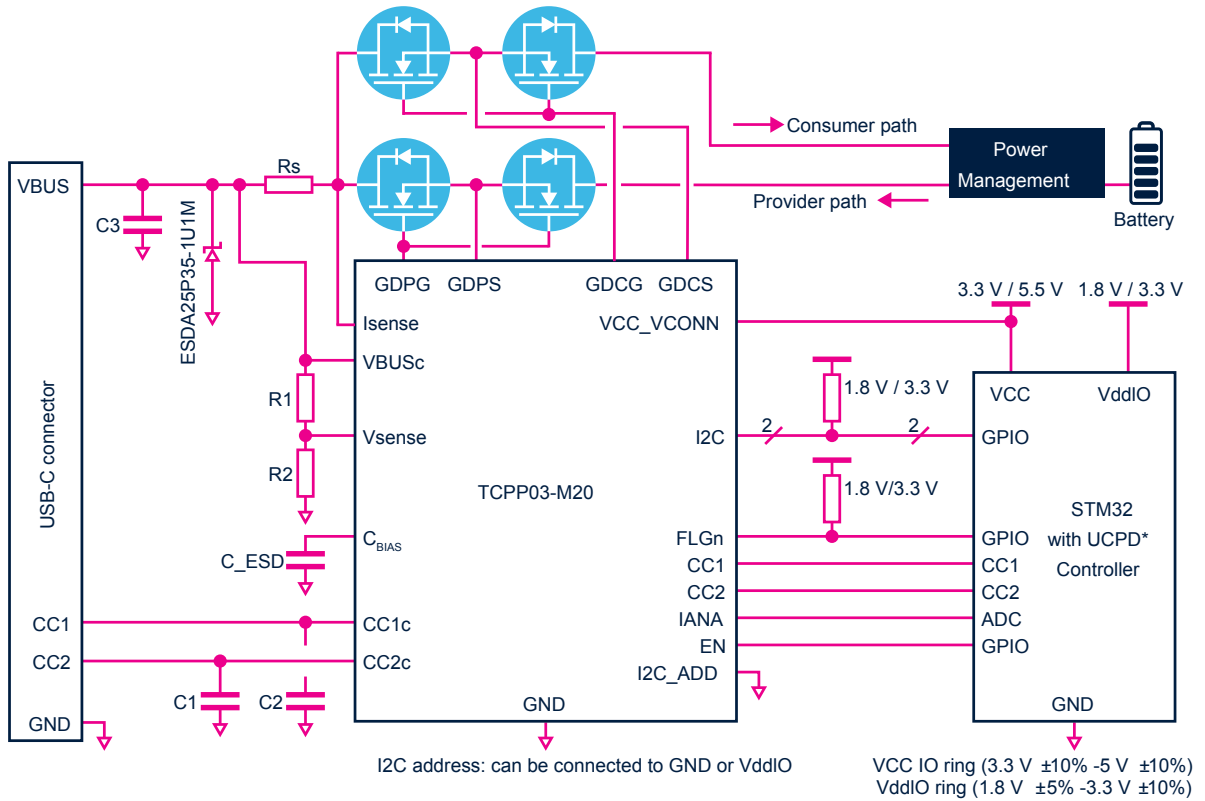 Consumer path
Power
Management
Rs
VBUS
Provider path
Battery
C3
ESDA25P35-1U1M
GDPG GDPS GDCG GDCS
3.3 V / 5.5 V 1.8 V / 3.3 V
Isense
VCC_VCONN
VBUSc
1.8 V / 3.3 V
VCC VddIO
R1
USB-C connector
Vsense
I2C
2
2
GPIO
R2
1.8 V/3.3 V
TCPP03-M20
STM32
with UCPD*
Controller
CBIAS
C_ESD
FLGn
GPIO
CC1
CC1
CC2
CC2
IANA
ADC
EN
GPIO
CC1
CC1c
CC2
CC2c
I2C_ADD
C1
C2
GND
GND
GND
I2C address: can be connected to GND or VddIO
VCC IO ring (3.3 V ±10% -5 V ±10%)
VddIO ring (1.8 V ±5% -3.3 V ±10%)